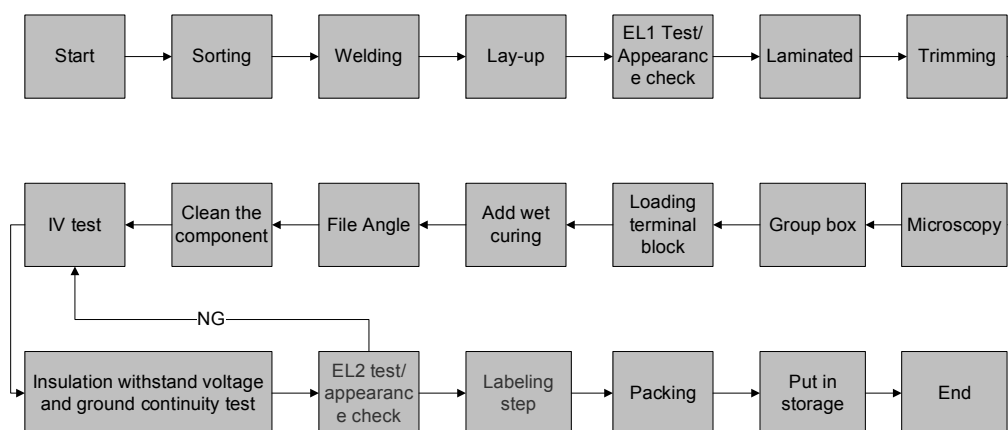 Start
Sorting
Welding
Lay-up
EL1 Test/
Appearanc
e check
Laminated
Trimming
Microscopy
Group box
Loading
terminal
block
Add wet
curing
File Angle
Clean the
component
IV test
NG
Insulation withstand voltage
and ground continuity test
EL2 test/
appearanc
e check
Labeling
step
Packing
Put in
storage
End